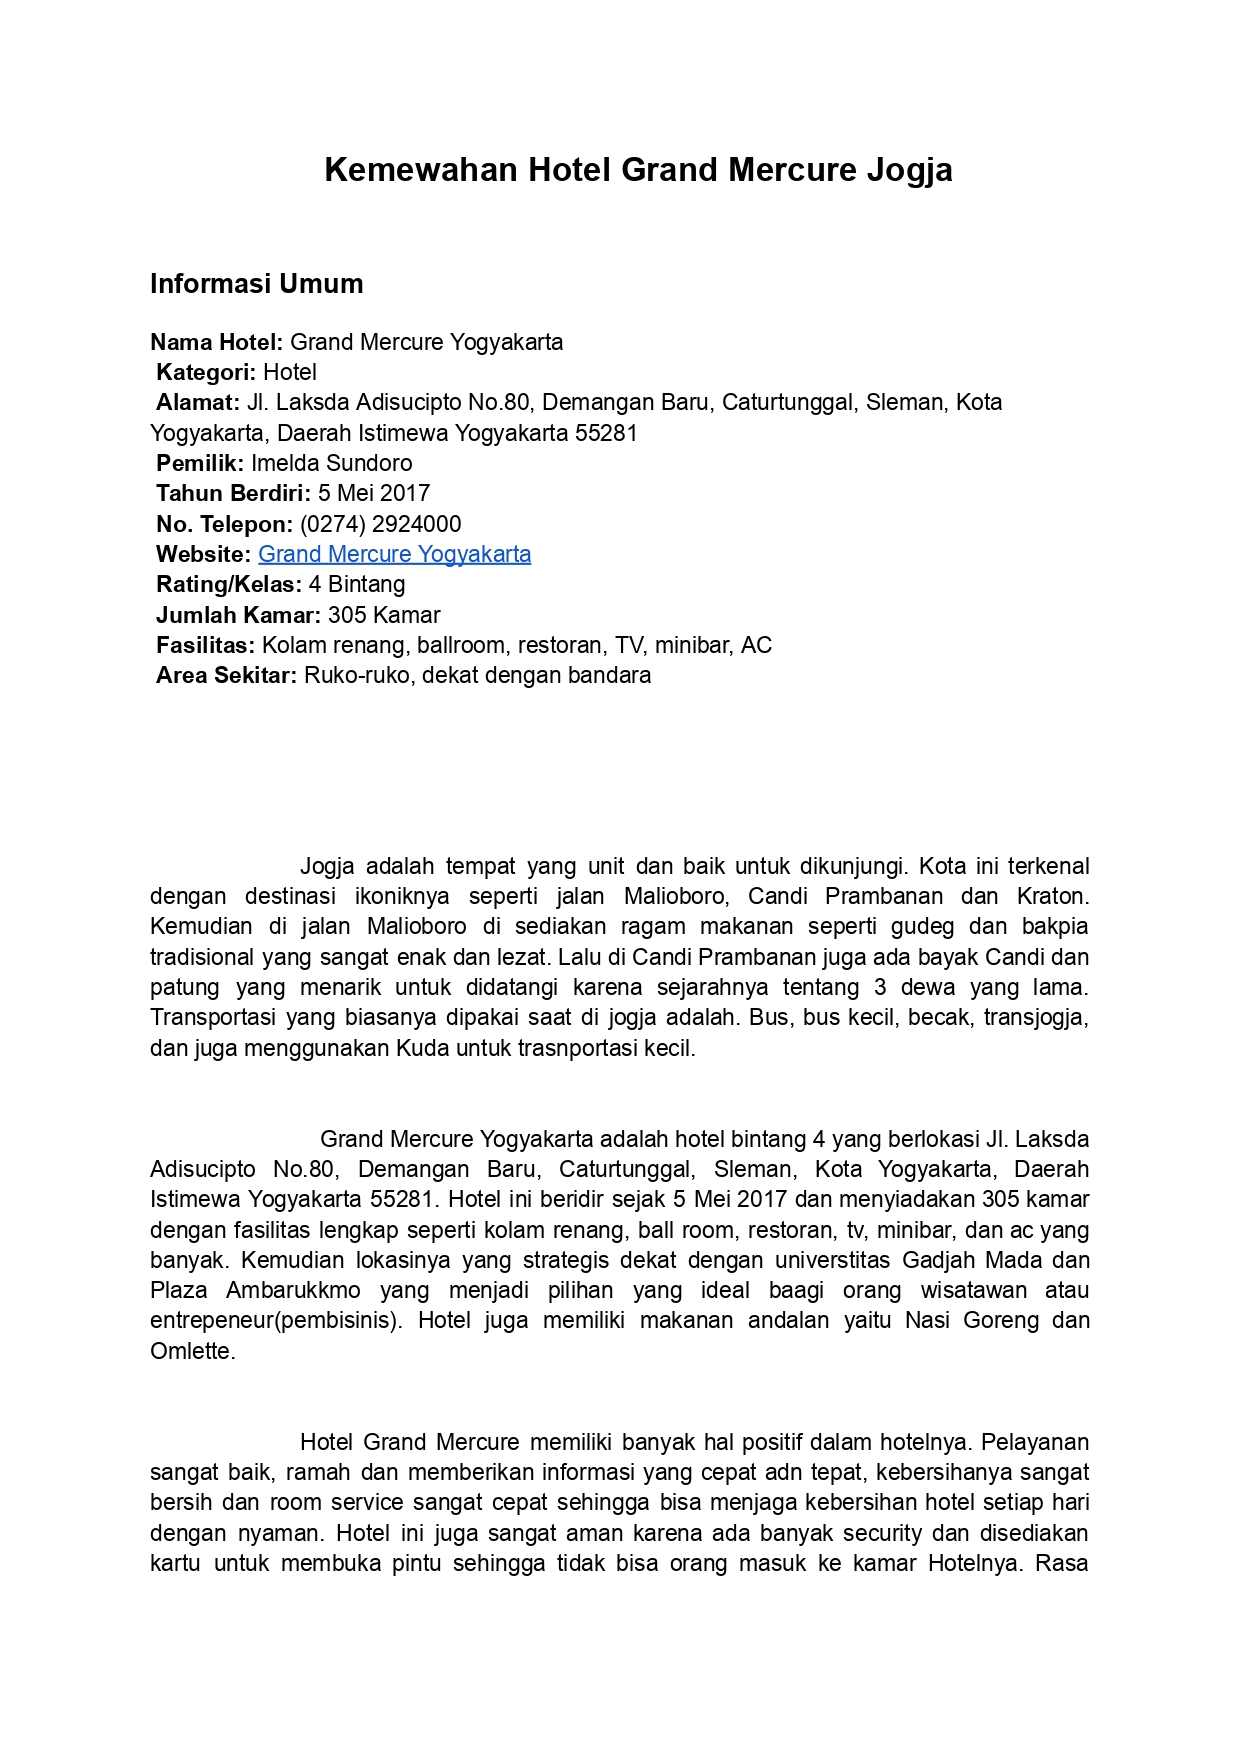 Kemewahan Hotel Grand Mercure Jogja
Informasi Umum
Nama Hotel: Grand Mercure Yogyakarta
Kategori: Hotel
Alamat: Jl. Laksda Adisucipto No.80, Demangan Baru, Caturtunggal, Sleman, Kota
Yogyakarta, Daerah Istimewa Yogyakarta 55281
Pemilik: Imelda Sundoro
Tahun Berdiri: 5 Mei 2017
No. Telepon: (0274) 2924000
Website: Grand Mercure Yogyakarta
Rating/Kelas: 4 Bintang
Jumlah Kamar: 305 Kamar
Fasilitas: Kolam renang, ballroom, restoran, TV, minibar, AC
Area Sekitar: Ruko-ruko, dekat dengan bandara
Jogja adalah tempat yang unit dan baik untuk dikunjungi. Kota ini terkenal
dengan destinasi ikoniknya seperti jalan Malioboro, Candi Prambanan dan Kraton.
Kemudian di jalan Malioboro di sediakan ragam makanan seperti gudeg dan bakpia
tradisional yang sangat enak dan lezat. Lalu di Candi Prambanan juga ada bayak Candi dan
patung yang menarik untuk didatangi karena sejarahnya tentang 3 dewa yang lama.
Transportasi yang biasanya dipakai saat di jogja adalah. Bus, bus kecil, becak, transjogja,
dan juga menggunakan Kuda untuk trasnportasi kecil.
Grand Mercure Yogyakarta adalah hotel bintang 4 yang berlokasi Jl. Laksda
Adisucipto No.80, Demangan Baru, Caturtunggal, Sleman, Kota Yogyakarta, Daerah
Istimewa Yogyakarta 55281. Hotel ini beridir sejak 5 Mei 2017 dan menyiadakan 305 kamar
dengan fasilitas lengkap seperti kolam renang, ball room, restoran, tv, minibar, dan ac yang
banyak. Kemudian lokasinya yang strategis dekat dengan universtitas Gadjah Mada dan
Plaza Ambarukkmo yang menjadi pilihan yang ideal baagi orang wisatawan atau
entrepeneur(pembisinis). Hotel juga memiliki makanan andalan yaitu Nasi Goreng dan
Omlette.
Hotel Grand Mercure memiliki banyak hal positif dalam hotelnya. Pelayanan
sangat baik, ramah dan memberikan informasi yang cepat adn tepat, kebersihanya sangat
bersih dan room service sangat cepat sehingga bisa menjaga kebersihan hotel setiap hari
dengan nyaman. Hotel ini juga sangat aman karena ada banyak security dan disediakan
kartu untuk membuka pintu sehingga tidak bisa orang masuk ke kamar Hotelnya. Rasa